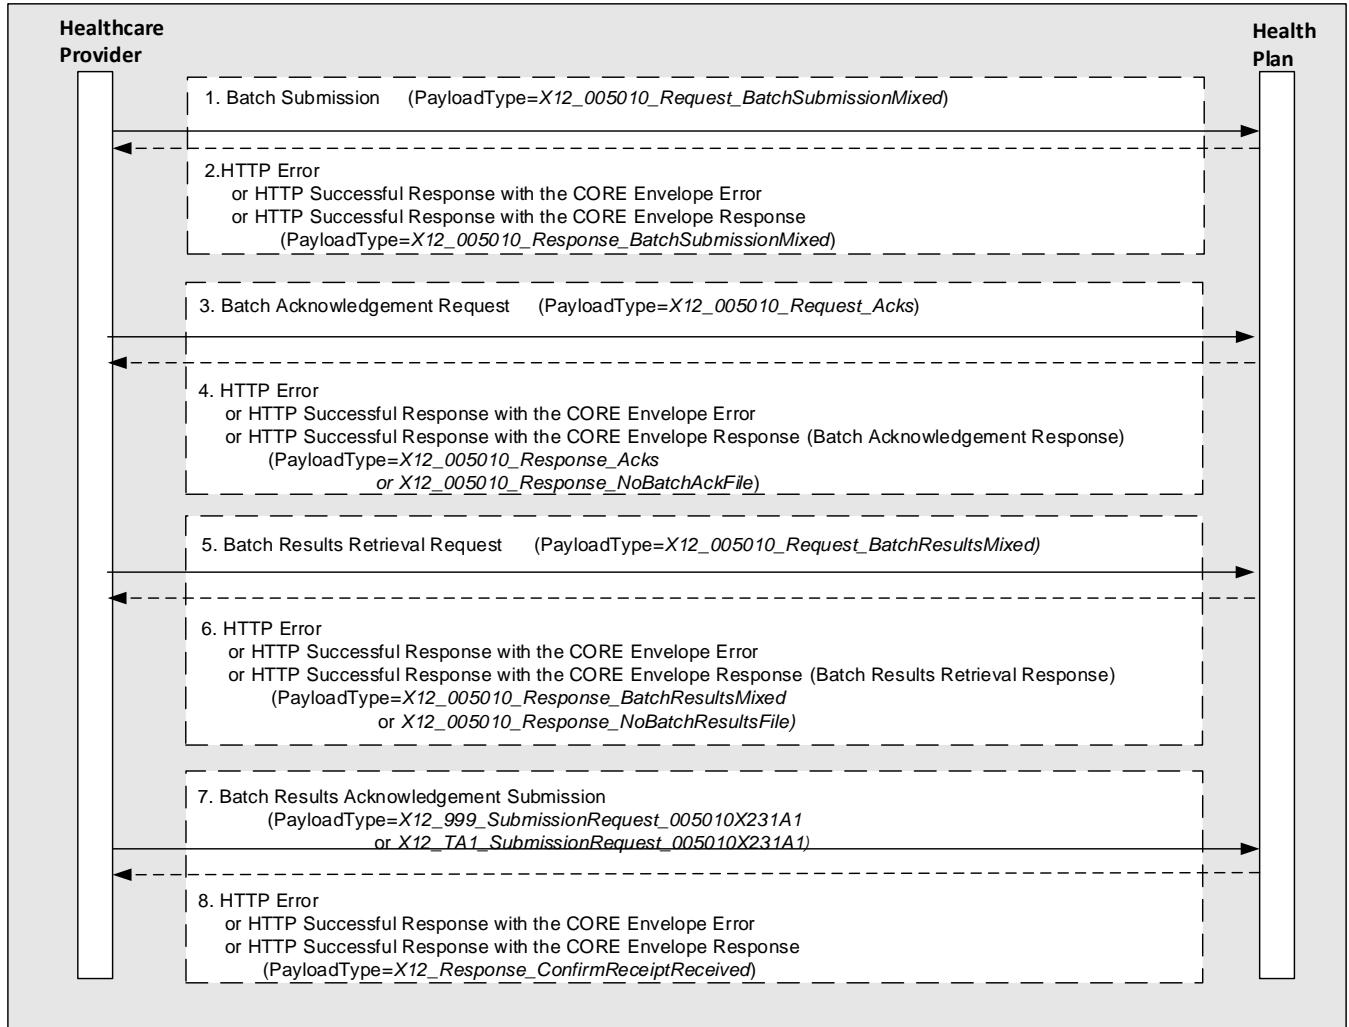 Healthcare
Provider
Health
Plan
1. Batch Submission (PayloadType=X12_005010_Request_BatchSubmissionMixed)
2.HTTP Error
or HTTP Successful Response with the CORE Envelope Error
or HTTP Successful Response with the CORE Envelope Response
(PayloadType=X12_005010_Response_BatchSubmissionMixed)
3. Batch Acknowledgement Request (PayloadType=X12_005010_Request_Acks)
4. HTTP Error
or HTTP Successful Response with the CORE Envelope Error
or HTTP Successful Response with the CORE Envelope Response (Batch Acknowledgement Response)
(PayloadType=X12_005010_Response_Acks
or X12_005010_Response_NoBatchAckFile)
5. Batch Results Retrieval Request (PayloadType=X12_005010_Request_BatchResultsMixed)
6. HTTP Error
or HTTP Successful Response with the CORE Envelope Error
or HTTP Successful Response with the CORE Envelope Response (Batch Results Retrieval Response)
(PayloadType=X12_005010_Response_BatchResultsMixed
or X12_005010_Response_NoBatchResultsFile)
7. Batch Results Acknowledgement Submission
(PayloadType=X12_999_SubmissionRequest_005010X231A1
or X12_TA1_SubmissionRequest_005010X231A1)
8. HTTP Error
or HTTP Successful Response with the CORE Envelope Error
or HTTP Successful Response with the CORE Envelope Response
(PayloadType=X12_Response_ConfirmReceiptReceived)